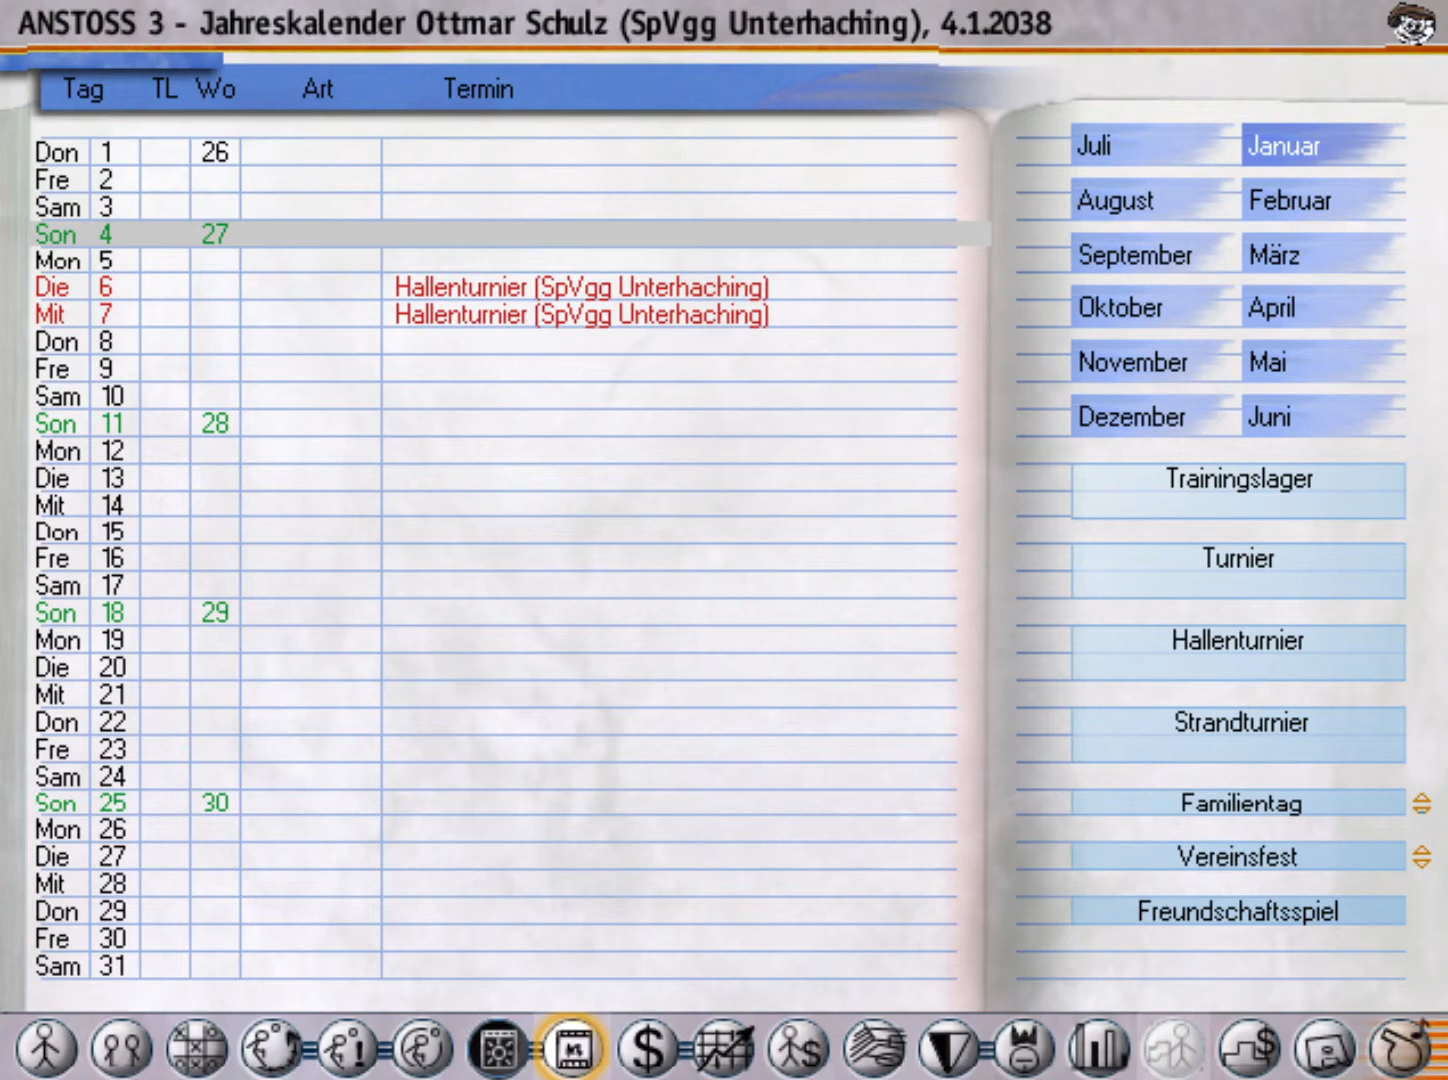 ANSTOSS 3 - Jahreskalender Ottmar Schulz (SpVgg Unterhaching), 4.1.2038
Tag TL Wo Art Termin
Don 1 26
Fre 2
Sam 3
Son 4 27
Mon 5
Die 6 Hallenturnier (SpVgg Unterhaching)
Mit 7 Hallenturnier (SpVgg Unterhaching)
Don 8
Fre 9
Sam 10
Son 11 28
Mon 12
Die 13
Mit 14
Don 15
Fre 16
Sam 17
Son 18 29
Mon 19
Die 20
Mit 21
Don 22
Fre 23
Sam 24
Son 25 30
Mon 26
Die 27
Mit 28
Don 29
Fre 30
Sam 31
Juli Januar
August Februar
September März
Oktober April
November Mai
Dezember Juni
Trainingslager
Turnier
Hallenturnier
Strandturnier
Familientag
Vereinsfest
Freundschaftsspiel